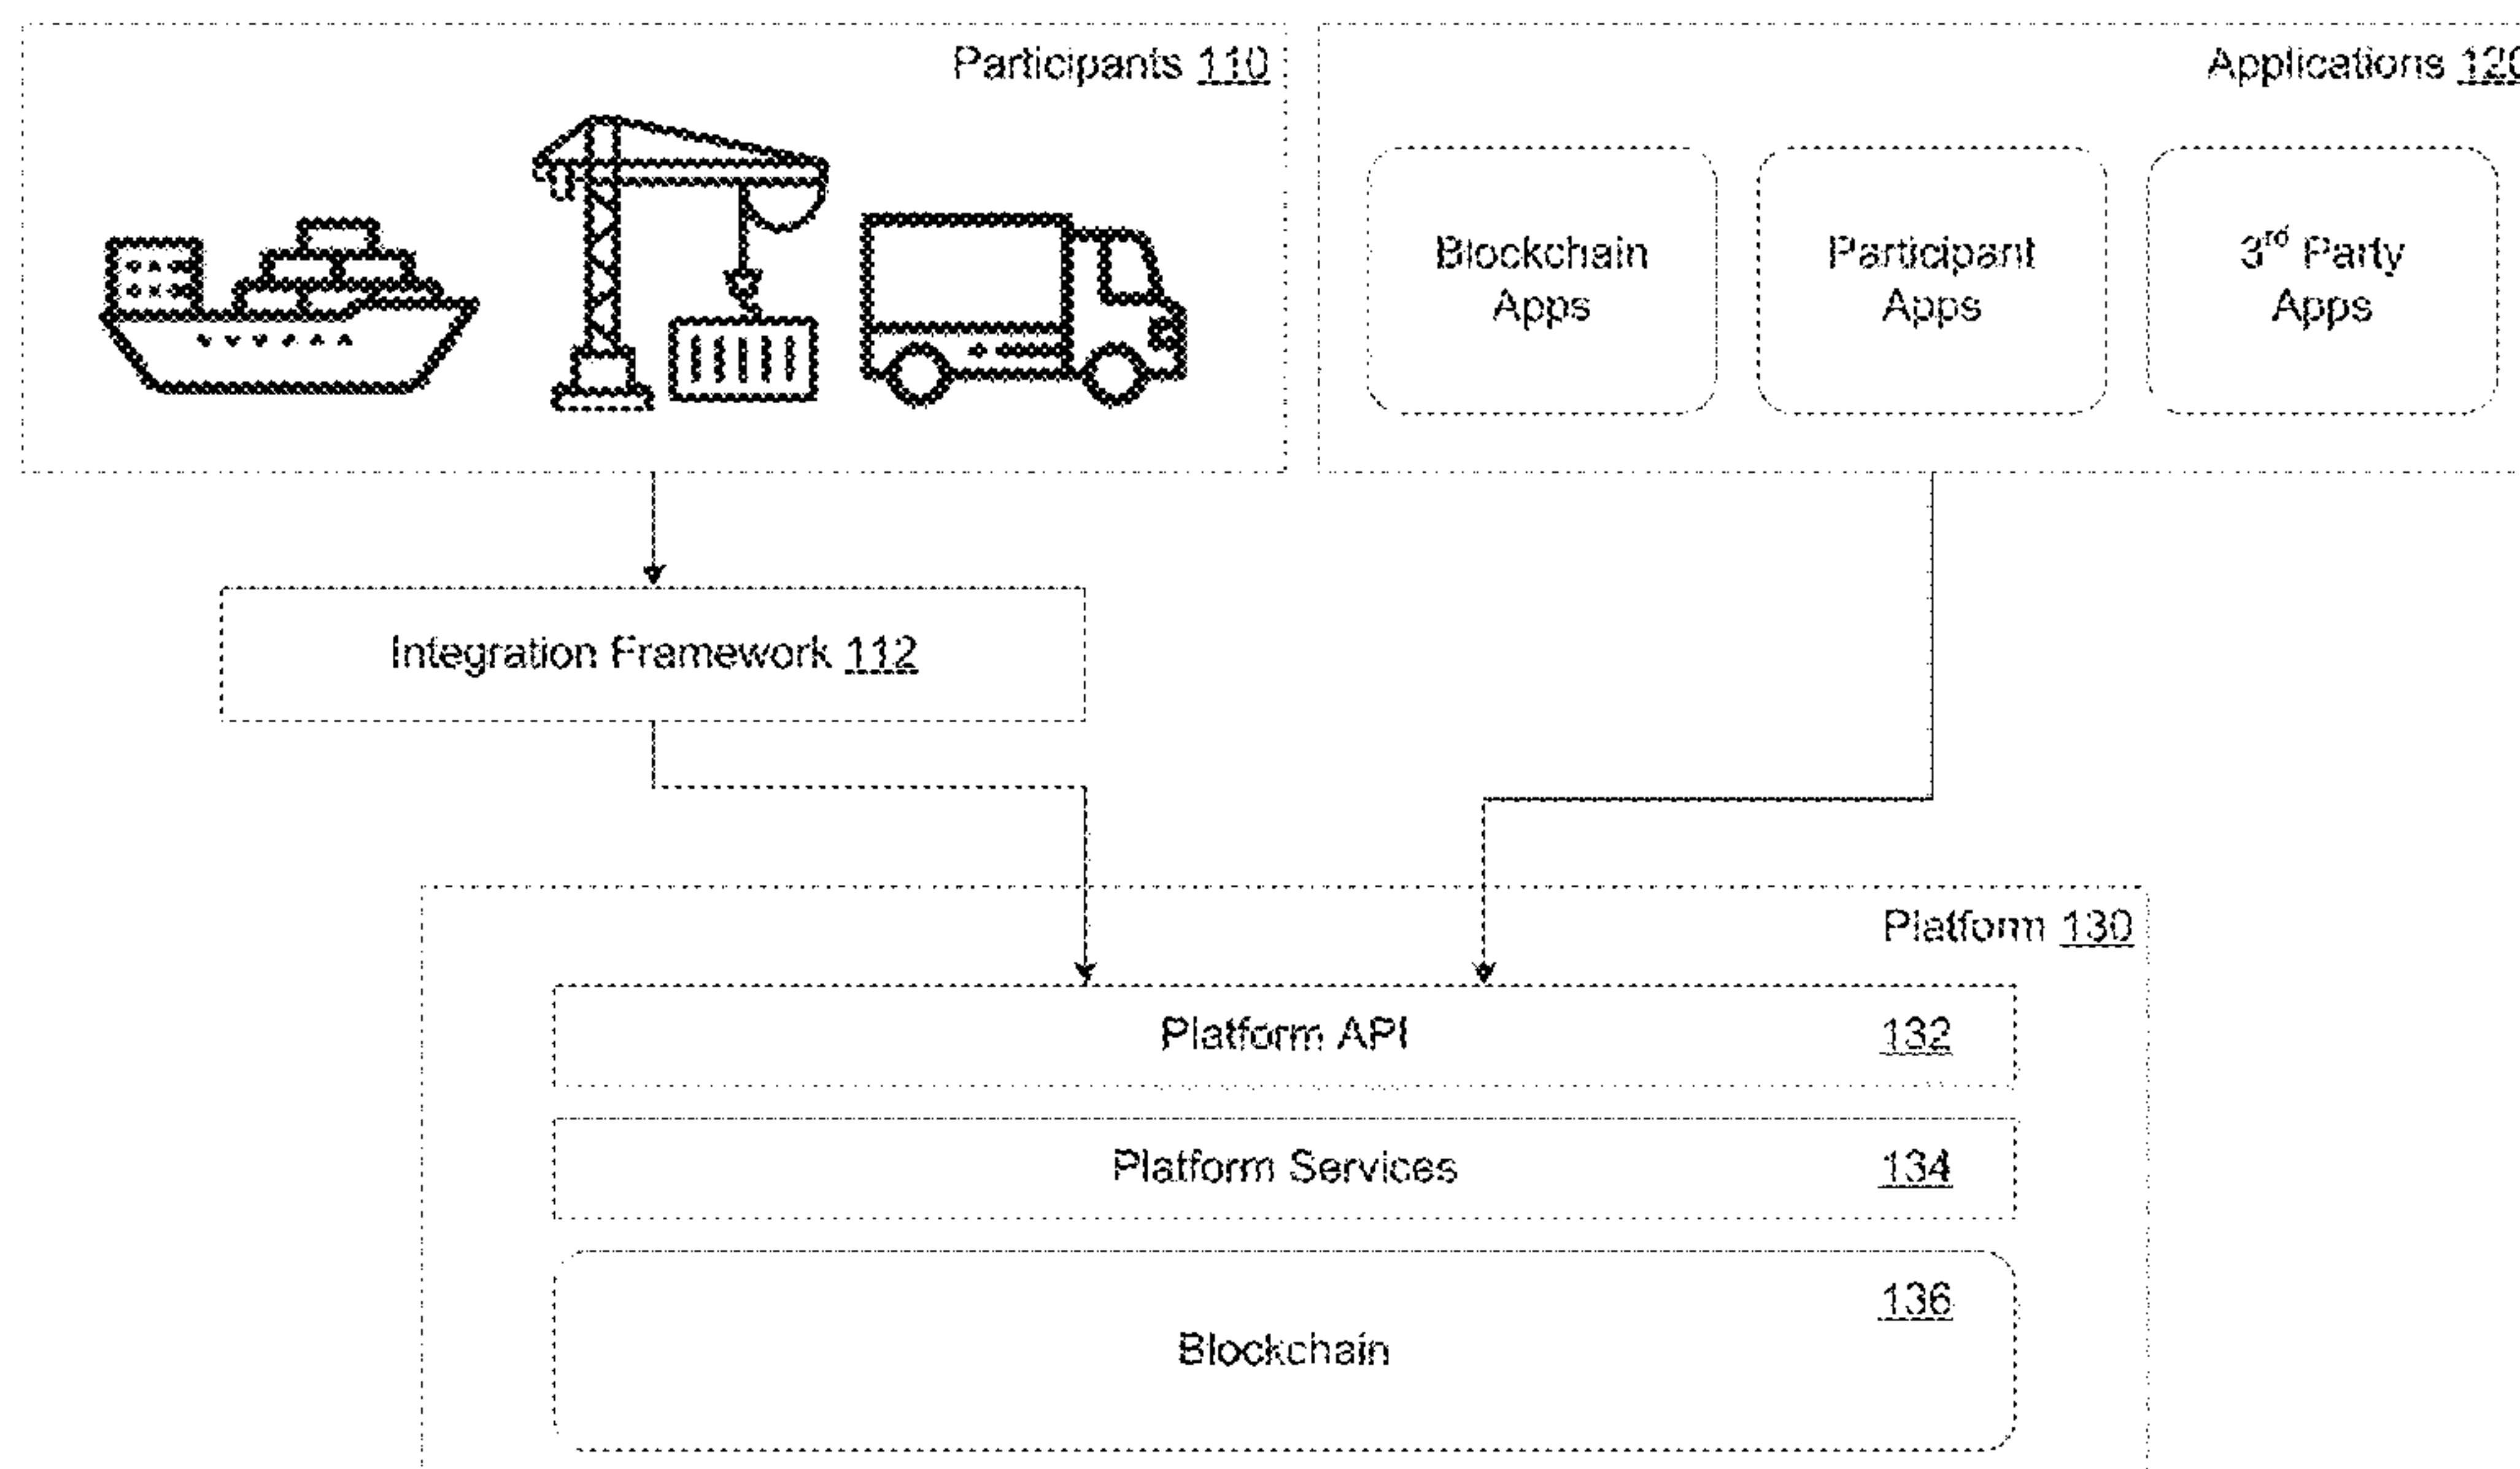 Participants 110
Applications 120
Blockchain
Apps
Participant
Apps
3rd Party
Apps
Integration Framework 112
Platform 130
Platform API 132
Platform Services 134
136
Blockchain